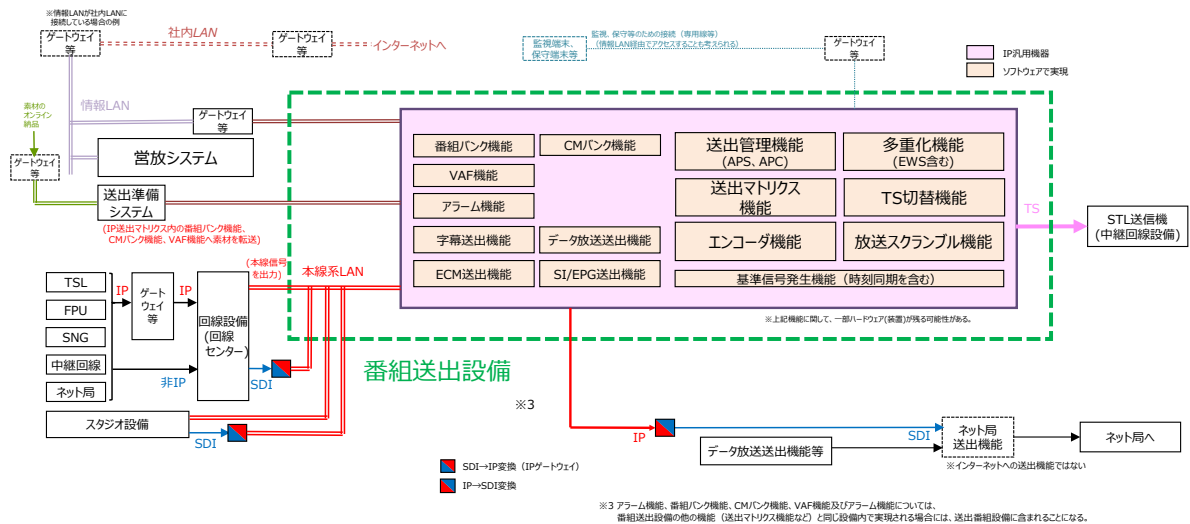 ※情報LANが社内LANに
接続している場合の例
ゲートウェイ
等
社内LAN
ゲートウェイ
等
インターネットへ
監視端末、
保守端末等
監視、保守等のための接続（専用線等）
（情報LAN経由でアクセスすることも考えられる）
ゲートウェイ
等
IP汎用機器
ソフトウェアで実現
素材の
オンライン
納品
情報LAN
ゲートウェイ
等
ゲートウェイ
等
営放システム
送出準備
システム
(IP送出マトリクス内の番組バンク機能、
CMバンク機能、VAF機能へ素材を転送)
番組バンク機能
CMバンク機能
VAF機能
アラーム機能
字幕送出機能
データ放送送出機能
ECM送出機能
SI/EPG送出機能
送出管理機能
(APS、APC)
多重化機能
(EWS含む)
送出マトリクス
機能
TS切替機能
エンコーダ機能
放送スクランブル機能
基準信号発生機能（時刻同期を含む）
※上記機能に関して、一部ハードウェア(装置)が残る可能性がある。
TS
STL送信機
(中継回線設備)
(本線信号
を出力)
本線系LAN
TSL
FPU
SNG
中継回線
ネット局
IP
ゲート
ウェイ
等
IP
非IP
回線設備
(回線
センター)
SDI
スタジオ設備
SDI
番組送出設備
※3
IP
SDI
データ放送送出機能等
ネット局
送出機能
※インターネットへの送出機能ではない
ネット局へ
SDI→IP変換（IPゲートウェイ）
IP→SDI変換
※3 アラーム機能、番組バンク機能、CMバンク機能、VAF機能及びアラーム機能については、
番組送出設備の他の機能（送出マトリクス機能など）と同じ設備内で実現される場合には、送出番組設備に含まれることになる。